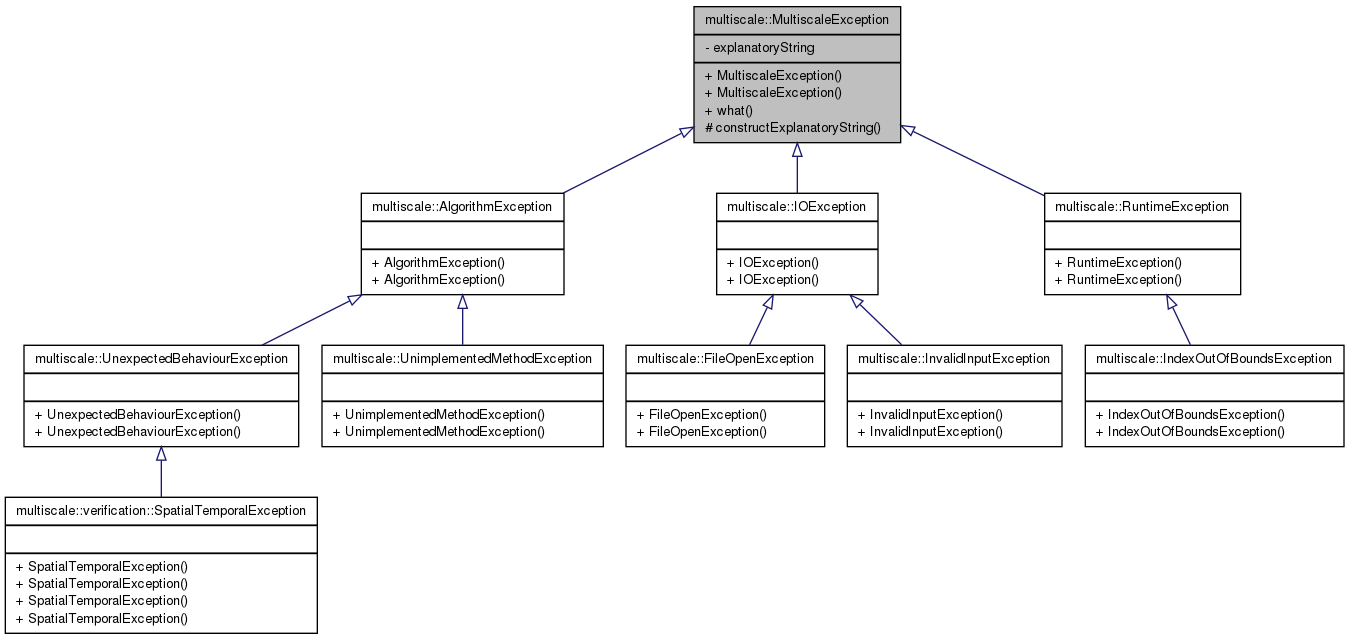 multiscale::MultiscaleException
- explanatoryString
+ MultiscaleException()
+ MultiscaleException()
+ what()
# constructExplanatoryString()
multiscale::AlgorithmException
+ AlgorithmException()
+ AlgorithmException()
multiscale::IOException
+ IOException()
+ IOException()
multiscale::RuntimeException
+ RuntimeException()
+ RuntimeException()
multiscale::UnexpectedBehaviourException
+ UnexpectedBehaviourException()
+ UnexpectedBehaviourException()
multiscale::UnimplementedMethodException
+ UnimplementedMethodException()
+ UnimplementedMethodException()
multiscale::FileOpenException
+ FileOpenException()
+ FileOpenException()
multiscale::InvalidInputException
+ InvalidInputException()
+ InvalidInputException()
multiscale::IndexOutOfBoundsException
+ IndexOutOfBoundsException()
+ IndexOutOfBoundsException()
multiscale::verification::SpatialTemporalException
+ SpatialTemporalException()
+ SpatialTemporalException()
+ SpatialTemporalException()
+ SpatialTemporalException()